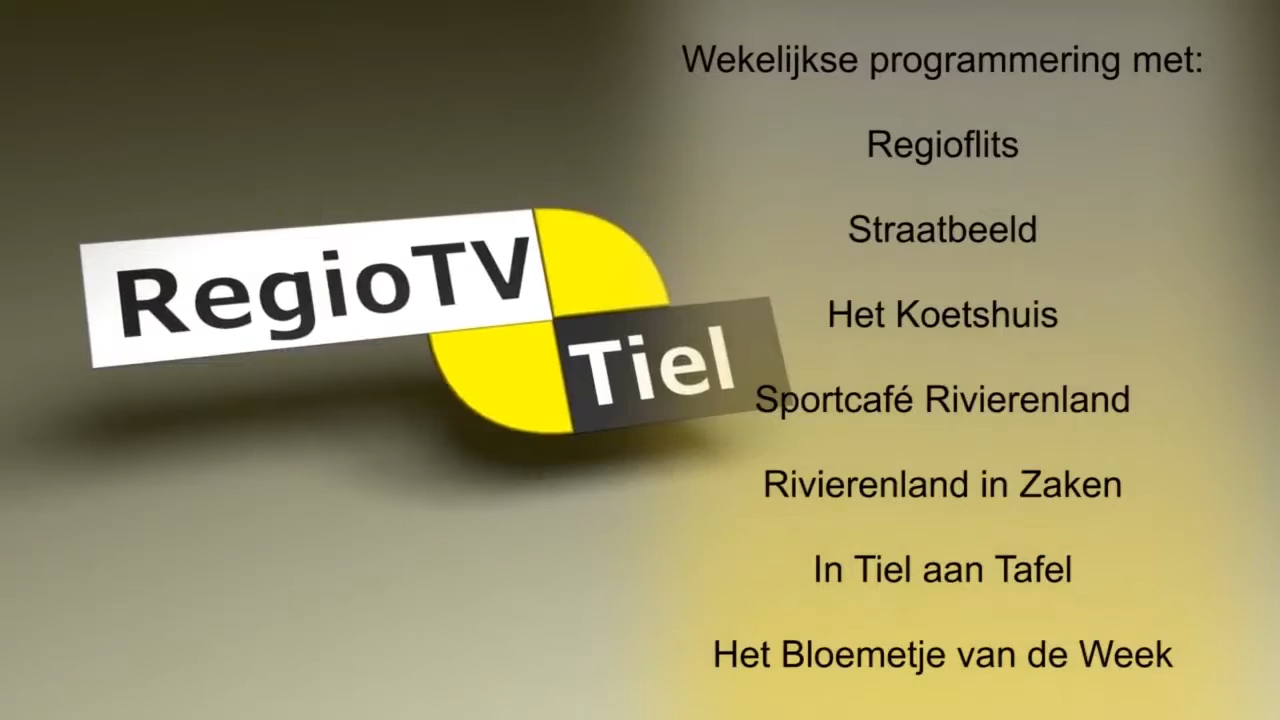 RegioTV
Tiel
Wekelijkse programmering met:
Regioflits
Straatbeeld
Het Koetshuis
Sportcafé Rivierenland
Rivierenland in Zaken
In Tiel aan Tafel
Het Bloemetje van de Week